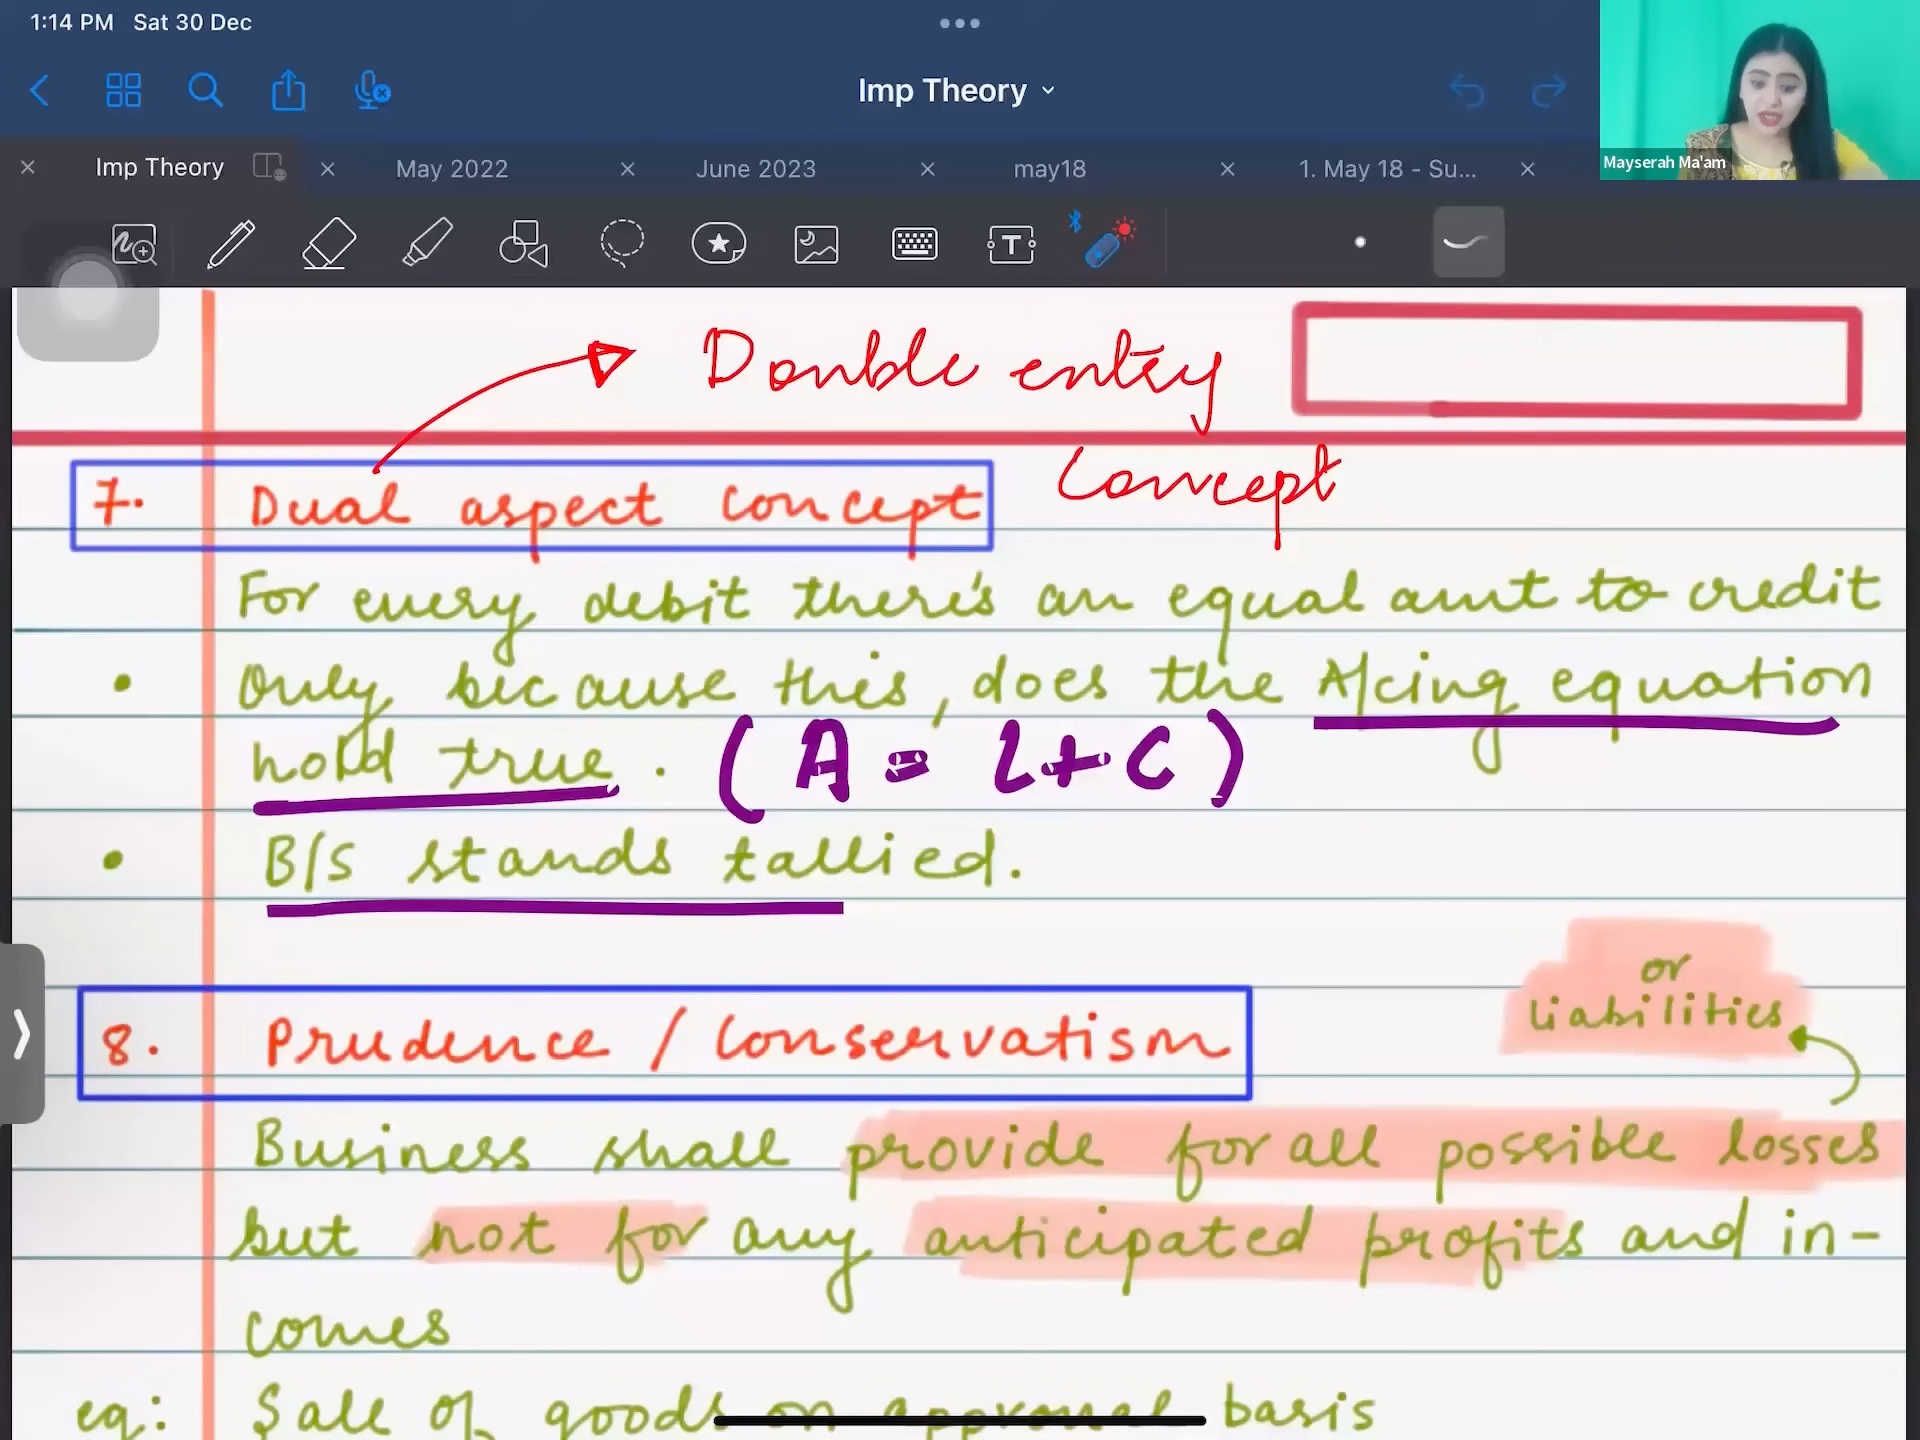 1:14 PM Sat 30 Dec
Imp Theory
Imp Theory
May 2022
June 2023
may18
1. May 18 - Su...
Mayserah Ma'am
T
Double entry
Concept
7. Dual aspect concept
For every debit there's an equal amt to credit
• Only because this, does the A/cing equation
hold true. (A = L+C)
• B/S stands tallied.
or
liabilities
8. Prudence / Conservatism
Business shall provide for all possible losses
but not for any anticipated profits and in-
comes
eg: Sale of goods on approval basis